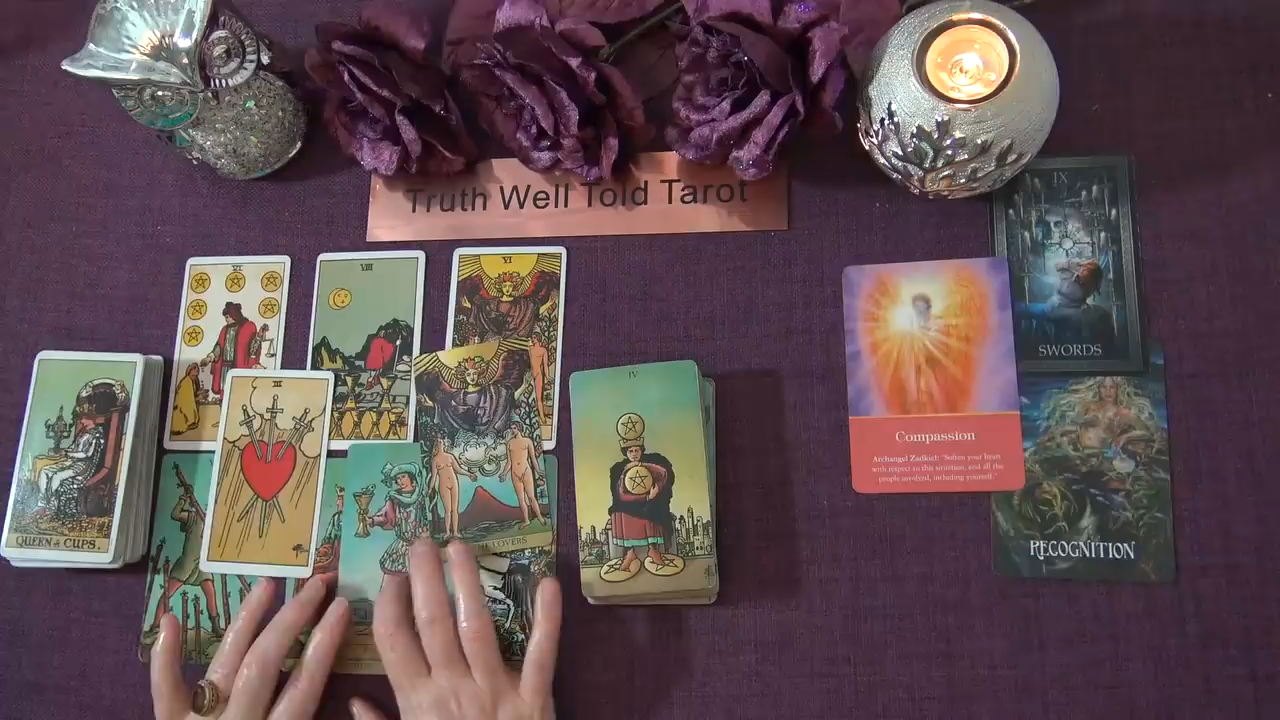 Truth Well Told Tarot
VI
VIII
VI
IX
SWORDS
QUEEN of CUPS.
III
THE LOVERS
IV
Compassion
Archangel Zadkiel: "Soften your heart
with respect to this situation, and all the
people involved, including yourself."
RECOGNITION